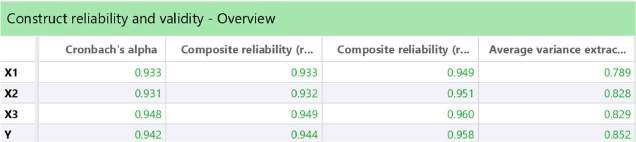 Construct reliability and validity - Overview
Cronbach's alpha Composite reliability (r... Composite reliability (r... Average variance extrac...
X1 0.933 0.933 0.949 0.789
X2 0.931 0.932 0.951 0.828
X3 0.948 0.949 0.960 0.829
Y 0.942 0.944 0.958 0.852